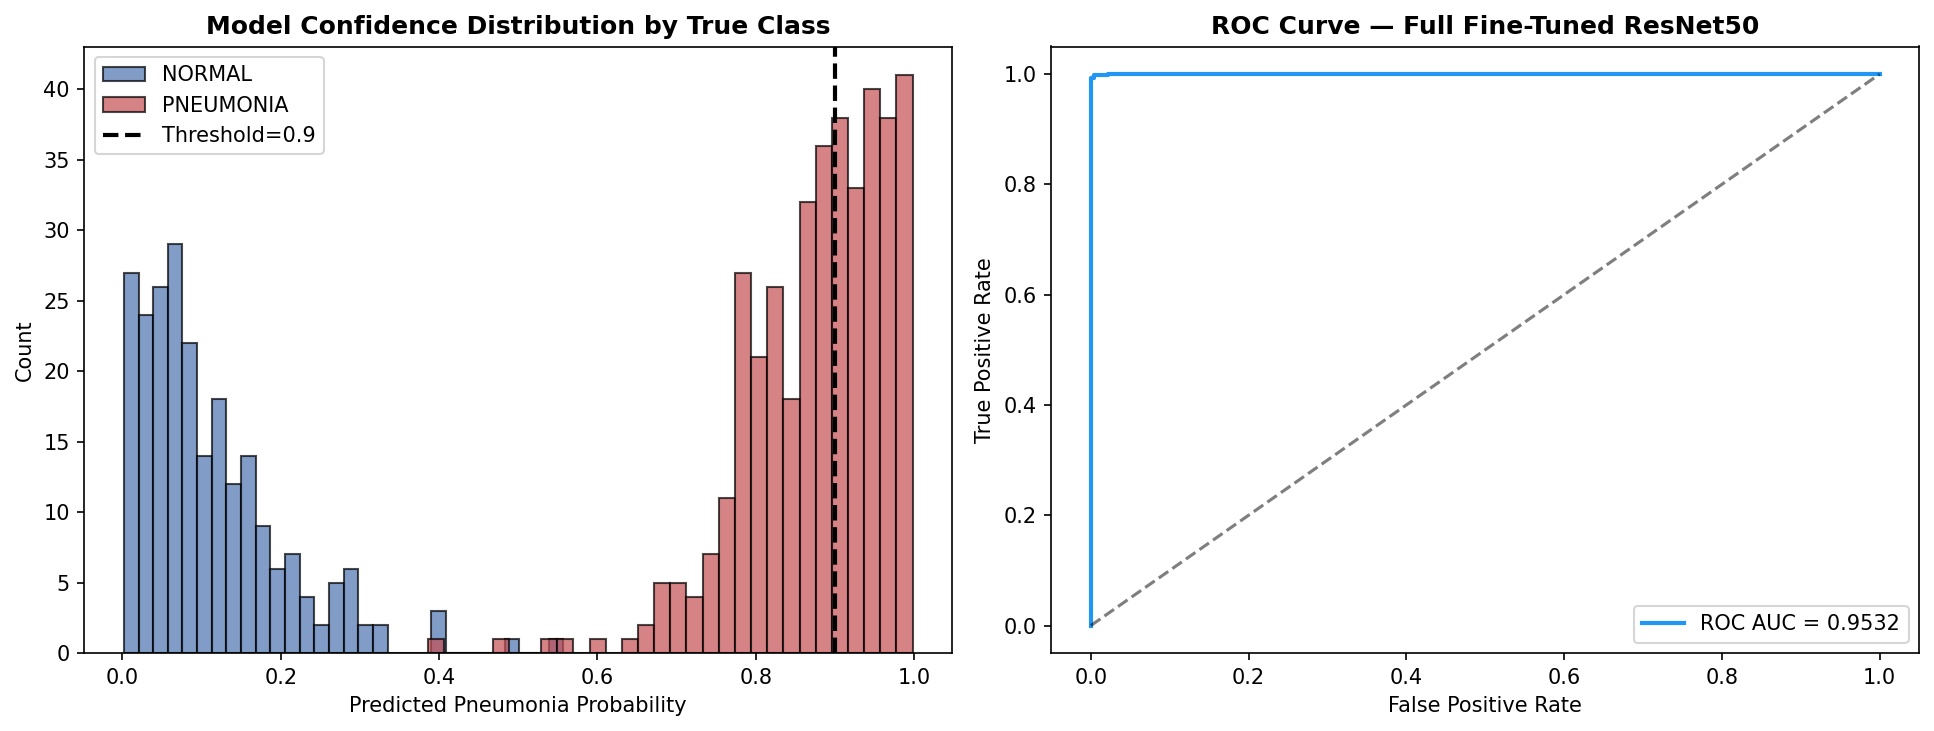 Model Confidence Distribution by True Class
NORMAL
PNEUMONIA
Threshold=0.9
Count
40
35
30
25
20
15
10
5
0
0.0 0.2 0.4 0.6 0.8 1.0
Predicted Pneumonia Probability
ROC Curve — Full Fine-Tuned ResNet50
True Positive Rate
1.0
0.8
0.6
0.4
0.2
0.0
ROC AUC = 0.9532
0.0 0.2 0.4 0.6 0.8 1.0
False Positive Rate